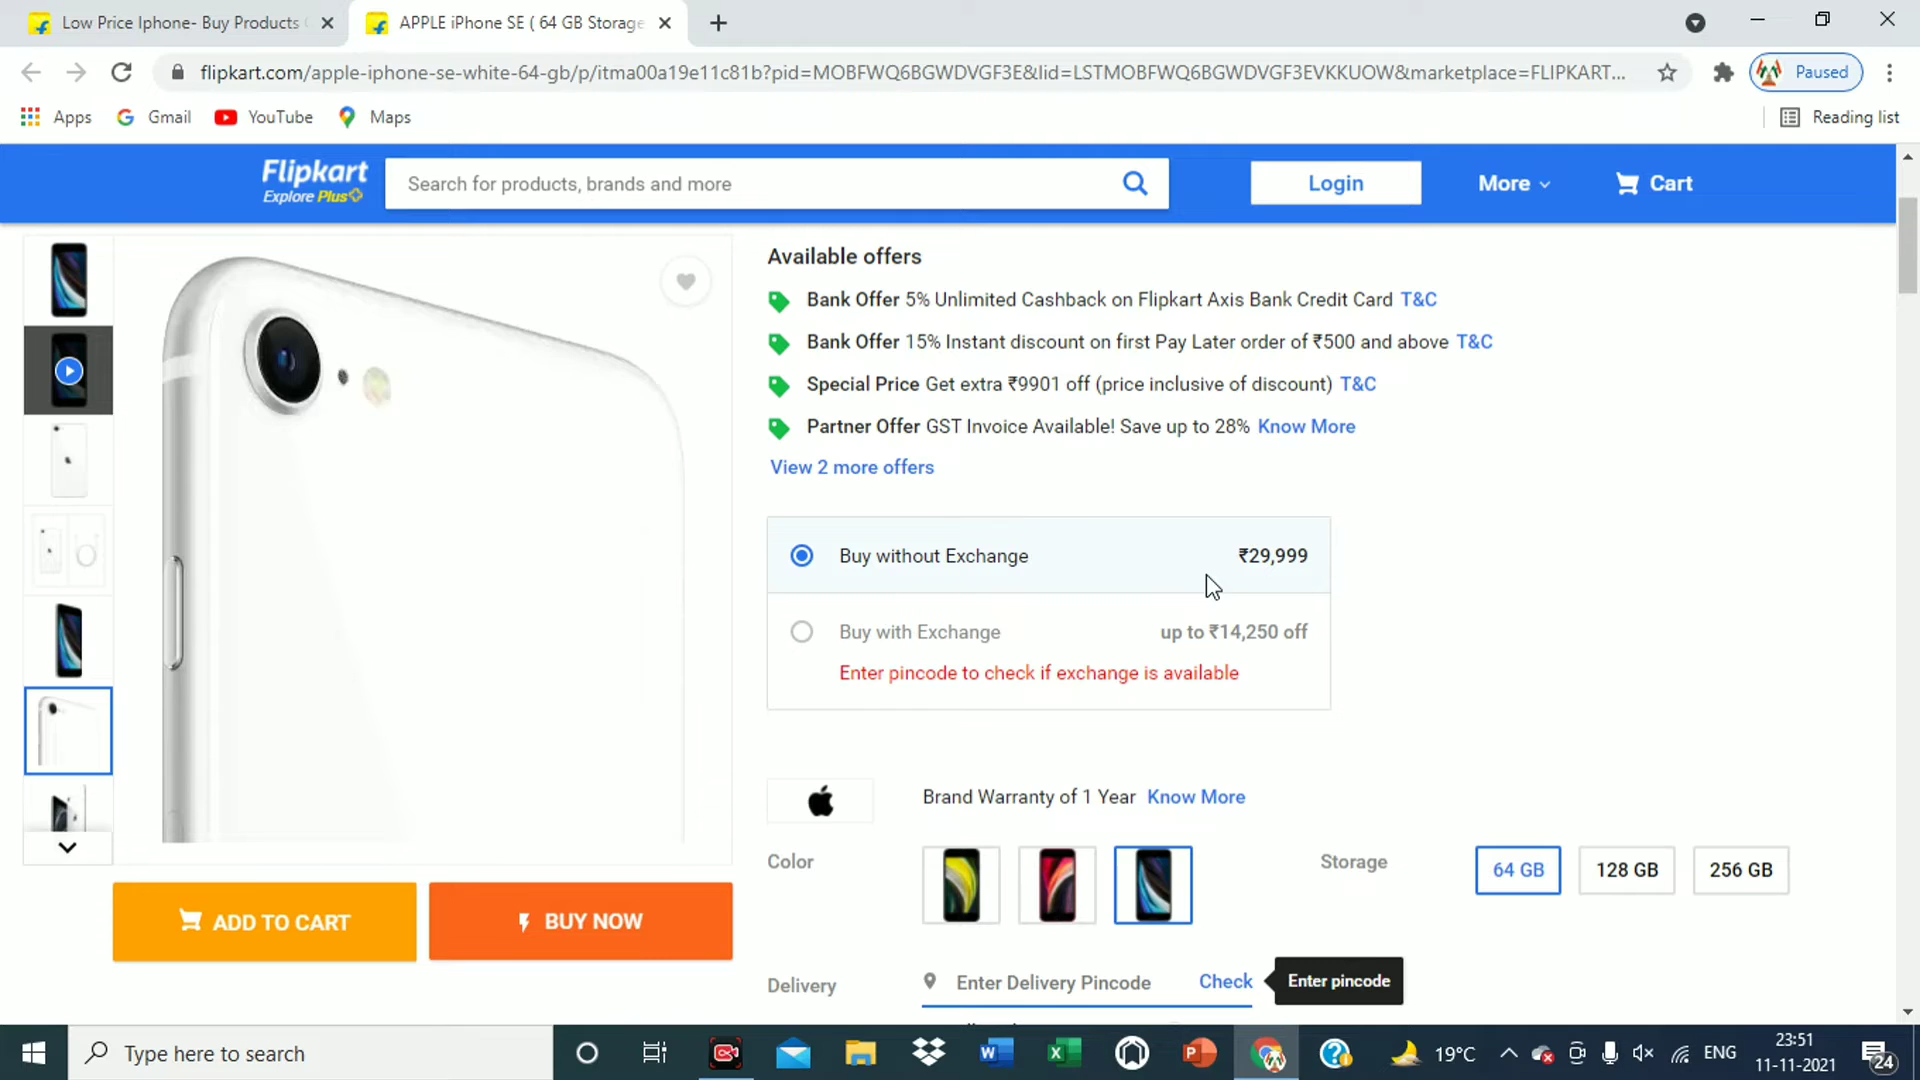 Low Price Iphone- Buy Products
APPLE iPhone SE ( 64 GB Storage
flipkart.com/apple-iphone-se-white-64-gb/p/itma00a19e11c81b?pid=MOBFWQ6BGWDVGF3E&lid=LSTMOBFWQ6BGWDVGF3EVKKUOW&marketplace=FLIPKART...
Paused
Apps
Gmail
YouTube
Maps
Reading list
Flipkart
Explore Plus
Search for products, brands and more
Login
More
Cart
Available offers
Bank Offer 5% Unlimited Cashback on Flipkart Axis Bank Credit Card T&C
Bank Offer 15% Instant discount on first Pay Later order of ₹500 and above T&C
Special Price Get extra ₹9901 off (price inclusive of discount) T&C
Partner Offer GST Invoice Available! Save up to 28% Know More
View 2 more offers
Buy without Exchange ₹29,999
Buy with Exchange up to ₹14,250 off
Enter pincode to check if exchange is available
Brand Warranty of 1 Year Know More
Color
Storage
64 GB
128 GB
256 GB
ADD TO CART
BUY NOW
Delivery
Enter Delivery Pincode
Check
Enter pincode
Type here to search
19°C
ENG
23:51
11-11-2021
24